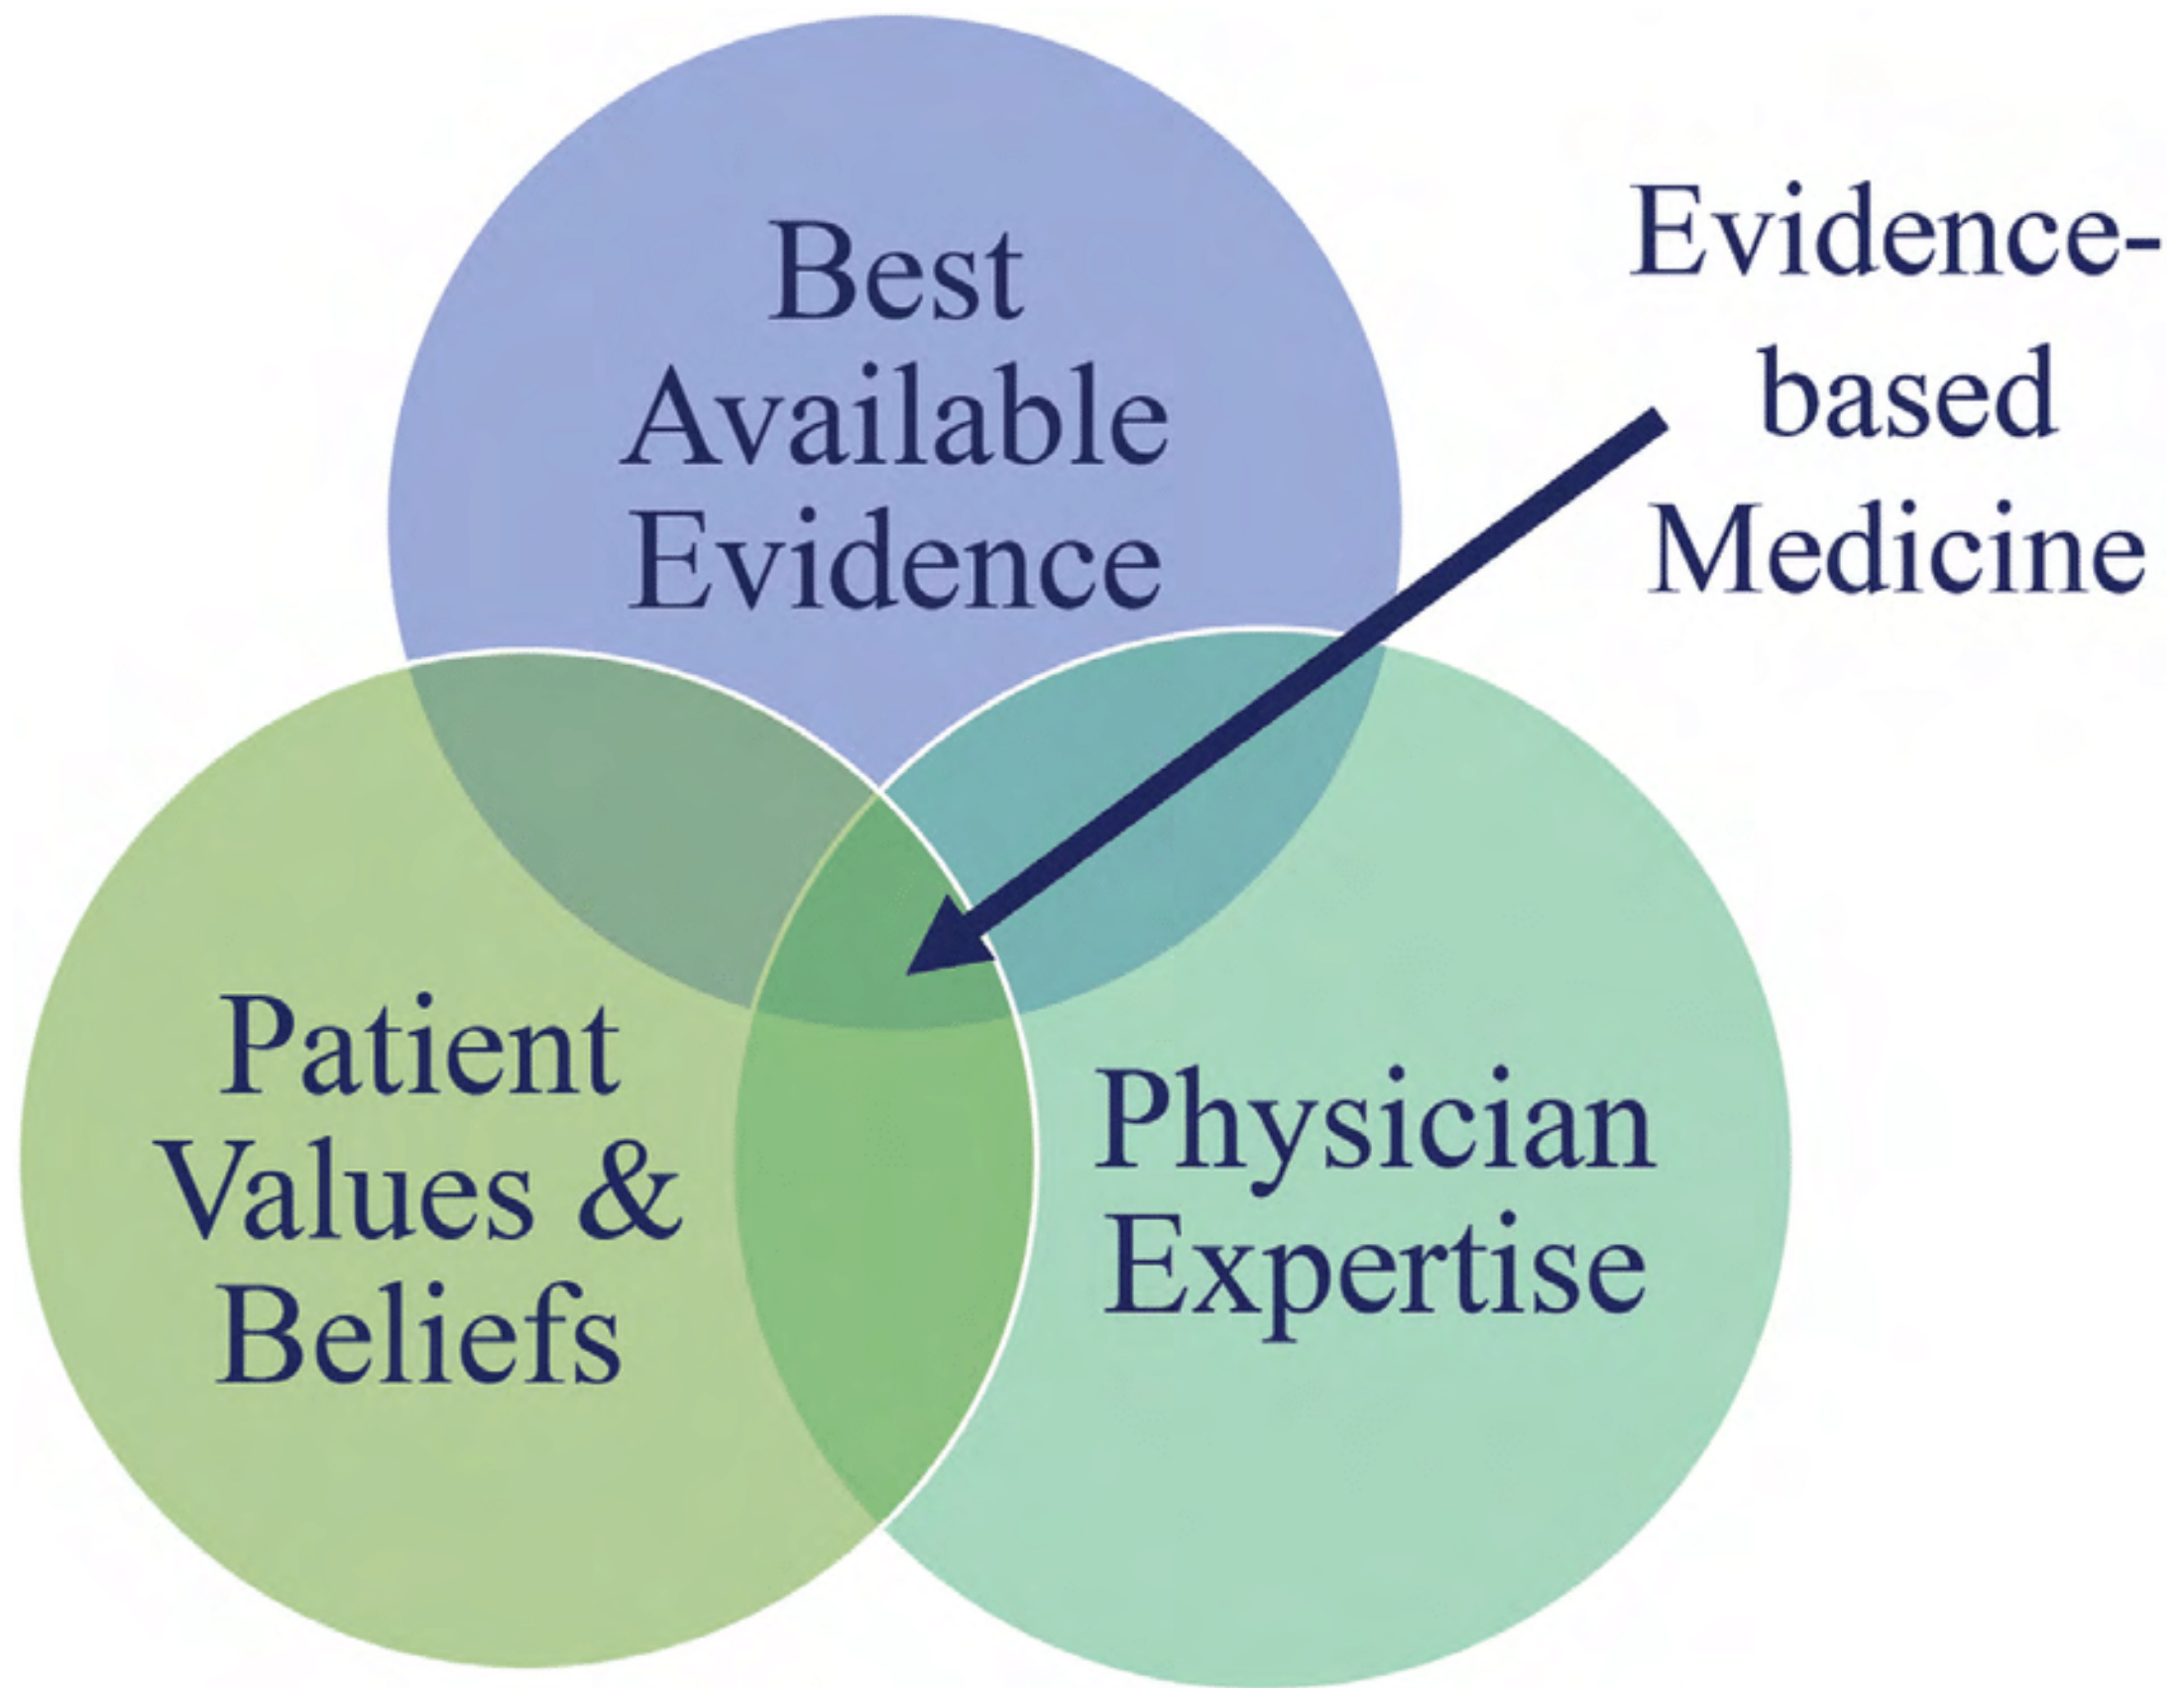 Best
Available
Evidence
Evidence-
based
Medicine
Patient
Values &
Beliefs
Physician
Expertise